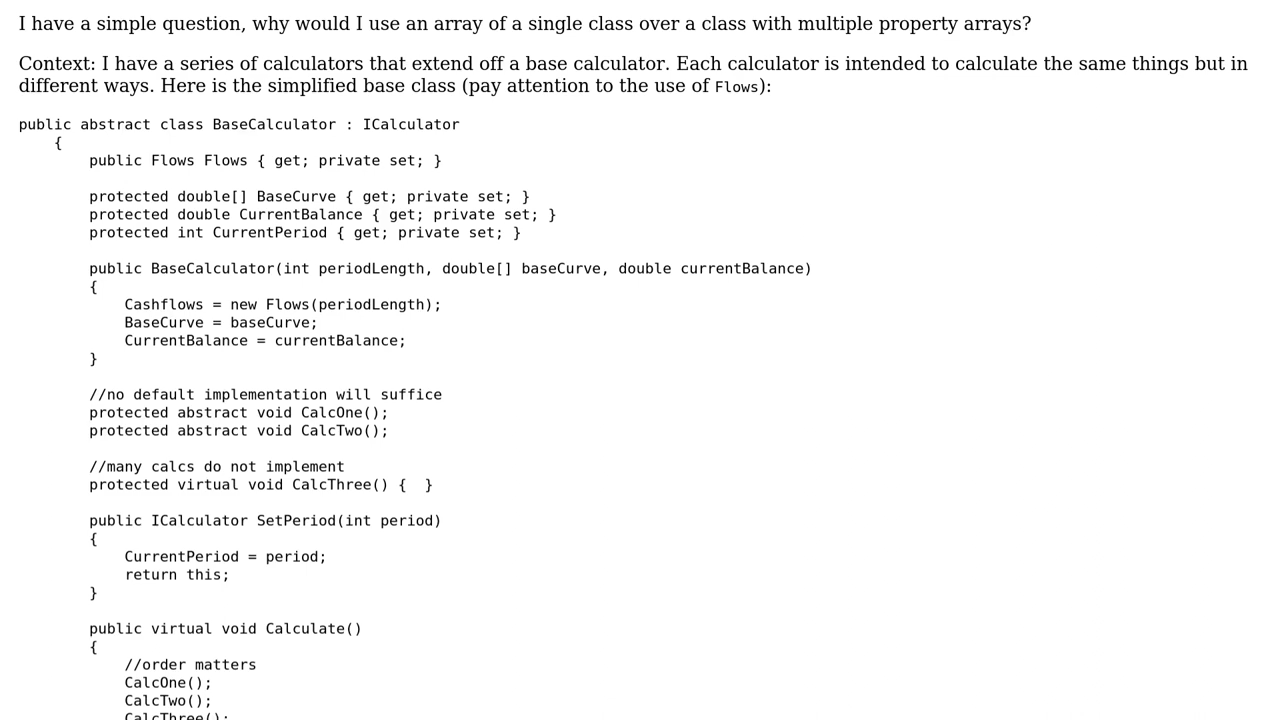 I have a simple question, why would I use an array of a single class over a class with multiple property arrays?
Context: I have a series of calculators that extend off a base calculator. Each calculator is intended to calculate the same things but in
different ways. Here is the simplified base class (pay attention to the use of Flows):
public abstract class BaseCalculator : ICalculator
    {
        public Flows Flows { get; private set; }

        protected double[] BaseCurve { get; private set; }
        protected double CurrentBalance { get; private set; }
        protected int CurrentPeriod { get; private set; }

        public BaseCalculator(int periodLength, double[] baseCurve, double currentBalance)
        {
            Cashflows = new Flows(periodLength);
            BaseCurve = baseCurve;
            CurrentBalance = currentBalance;
        }

        //no default implementation will suffice
        protected abstract void CalcOne();
        protected abstract void CalcTwo();

        //many calcs do not implement
        protected virtual void CalcThree() {  }

        public ICalculator SetPeriod(int period)
        {
            CurrentPeriod = period;
            return this;
        }

        public virtual void Calculate()
        {
            //order matters
            CalcOne();
            CalcTwo();
            CalcThree();